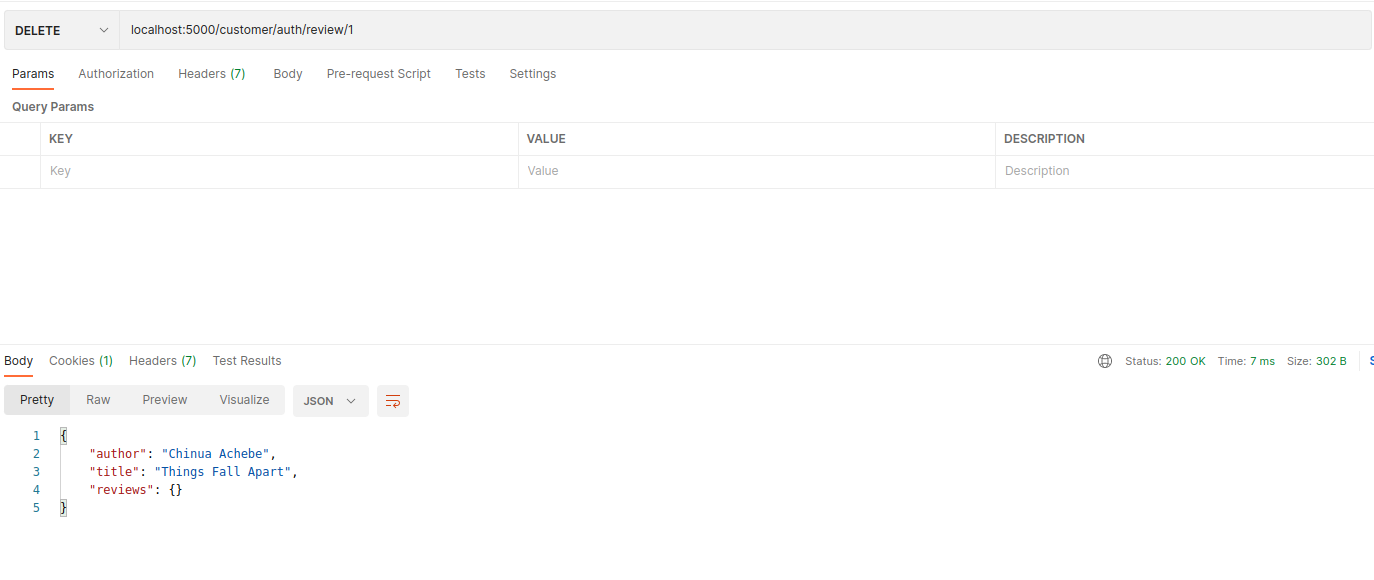 DELETE localhost:5000/customer/auth/review/1
Params Authorization Headers (7) Body Pre-request Script Tests Settings
Query Params
KEY VALUE DESCRIPTION
Key Value Description
Body Cookies (1) Headers (7) Test Results Status: 200 OK Time: 7 ms Size: 302 B
Pretty Raw Preview Visualize JSON
1 {
2 "author": "Chinua Achebe",
3 "title": "Things Fall Apart",
4 "reviews": {}
5 }